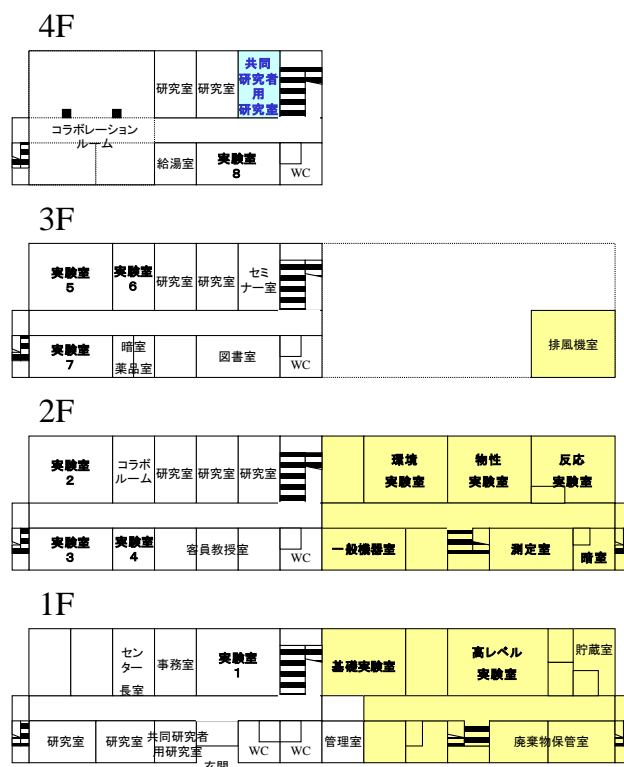 4F
共同
研究者
用
研究室
研究室
研究室
コラボレーション
ルーム
給湯室
実験室
8
WC
3F
実験室
5
実験室
6
研究室
研究室
セミ
ナー室
排風機室
実験室
7
暗室
薬品室
図書室
WC
2F
実験室
2
コラボ
ルーム
研究室
研究室
研究室
環境
実験室
物性
実験室
反応
実験室
実験室
3
実験室
4
客員教授室
WC
一般機器室
測定室
暗室
1F
セン
ター
長室
事務室
実験室
1
基礎実験室
高レベル
実験室
貯蔵室
研究室
研究室
共同研究者
用研究室
玄関
WC
WC
管理室
廃棄物保管室